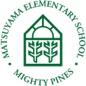 MATSUYAMA ELEMENTARY SCHOOL
MIGHTY PINES